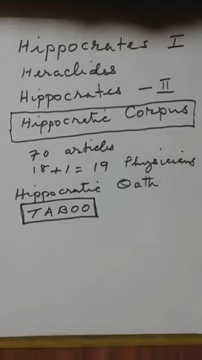 Hippocrates I
Heraclides
Hippocrates - II
Hippocratic Corpus
70 articles
18+1= 19 Physicians
Hippocratic Oath
TABOO